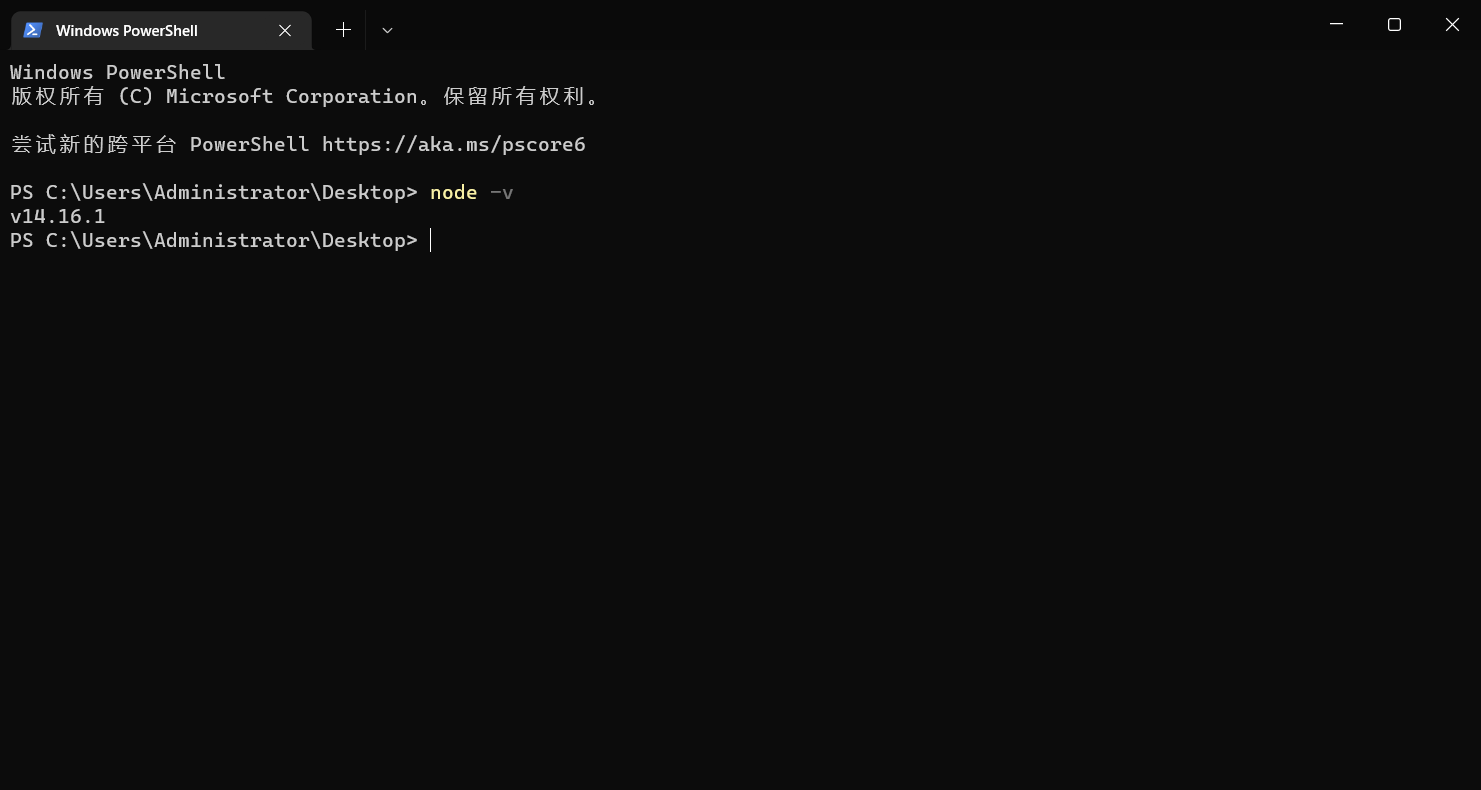 Windows PowerShell
Windows PowerShell
版权所有 (C) Microsoft Corporation。保留所有权利。
尝试新的跨平台 PowerShell https://aka.ms/pscore6
PS C:\Users\Administrator\Desktop> node -v
v14.16.1
PS C:\Users\Administrator\Desktop>